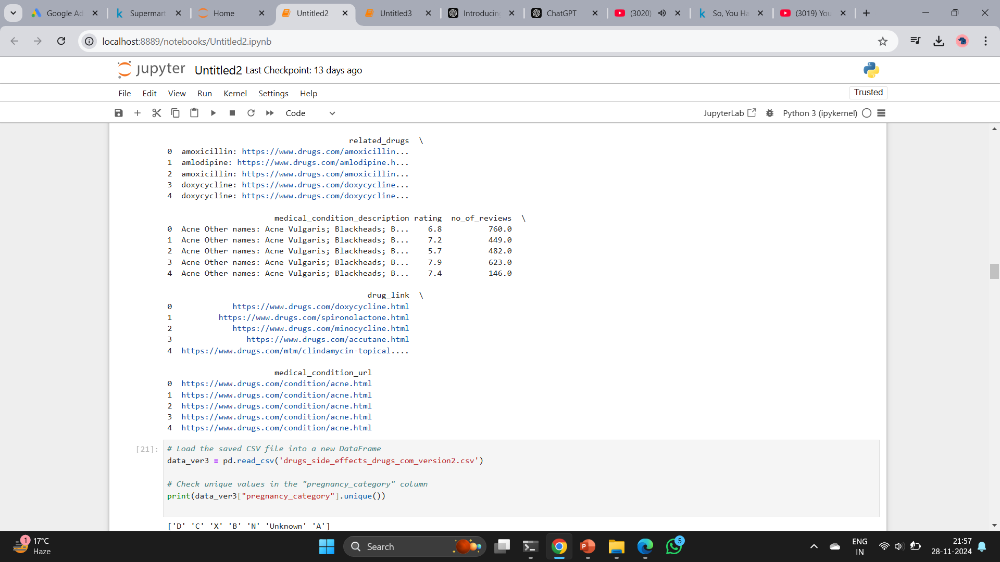 Google Ad
Supermart
Home
Untitled2
Untitled3
Introducin
ChatGPT
(3020)
So, You Ha
(3019) You
localhost:8889/notebooks/Untitled2.ipynb
jupyter Untitled2 Last Checkpoint: 13 days ago
File Edit View Run Kernel Settings Help
Trusted
Code
JupyterLab
Python 3 (ipykernel)
related_drugs \
0 amoxicillin: https://www.drugs.com/amoxicillin...
1 amlodipine: https://www.drugs.com/amlodipine.h...
2 amoxicillin: https://www.drugs.com/amoxicillin...
3 doxycycline: https://www.drugs.com/doxycycline...
4 doxycycline: https://www.drugs.com/doxycycline...
medical_condition_description rating no_of_reviews \
0 Acne Other names: Acne Vulgaris; Blackheads; B... 6.8 760.0
1 Acne Other names: Acne Vulgaris; Blackheads; B... 7.2 449.0
2 Acne Other names: Acne Vulgaris; Blackheads; B... 5.7 482.0
3 Acne Other names: Acne Vulgaris; Blackheads; B... 7.9 623.0
4 Acne Other names: Acne Vulgaris; Blackheads; B... 7.4 146.0
drug_link \
0 https://www.drugs.com/doxycycline.html
1 https://www.drugs.com/spironolactone.html
2 https://www.drugs.com/minocycline.html
3 https://www.drugs.com/accutane.html
4 https://www.drugs.com/mtm/clindamycin-topical....
medical_condition_url
0 https://www.drugs.com/condition/acne.html
1 https://www.drugs.com/condition/acne.html
2 https://www.drugs.com/condition/acne.html
3 https://www.drugs.com/condition/acne.html
4 https://www.drugs.com/condition/acne.html
[21]:
# Load the saved CSV file into a new DataFrame
data_ver3 = pd.read_csv('drugs_side_effects_drugs_com_version2.csv')
# Check unique values in the "pregnancy_category" column
print(data_ver3["pregnancy_category"].unique())
['D' 'C' 'X' 'B' 'N' 'Unknown' 'A']
1
17°C
Haze
Search
5
ENG
IN
21:57
28-11-2024